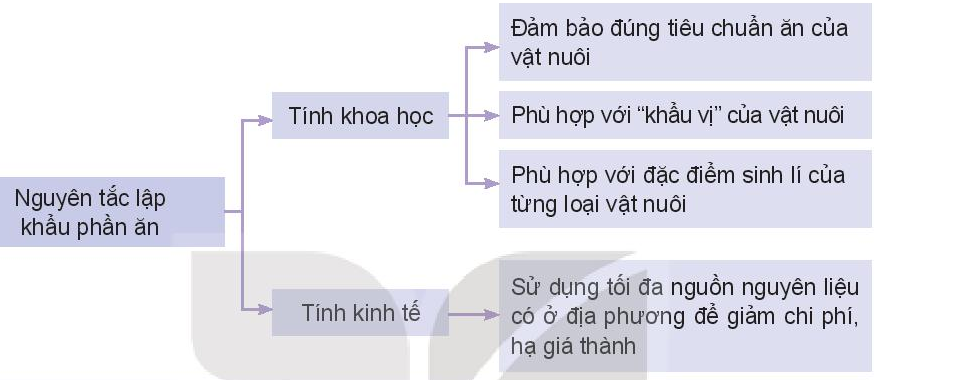 Nguyên tắc lập
khẩu phần ăn
Tính khoa học
Đảm bảo đúng tiêu chuẩn ăn của
vật nuôi
Phù hợp với “khẩu vị” của vật nuôi
Phù hợp với đặc điểm sinh lí của
từng loại vật nuôi
Tính kinh tế
Sử dụng tối đa nguồn nguyên liệu
có ở địa phương để giảm chi phí,
hạ giá thành